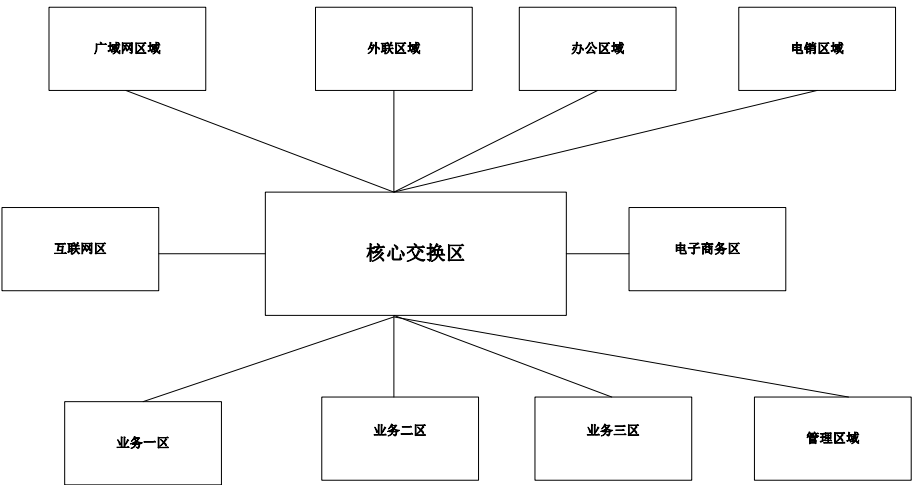 广域网区域
外联区域
办公区域
电销区域
互联网区
核心交换区
电子商务区
业务一区
业务二区
业务三区
管理区域